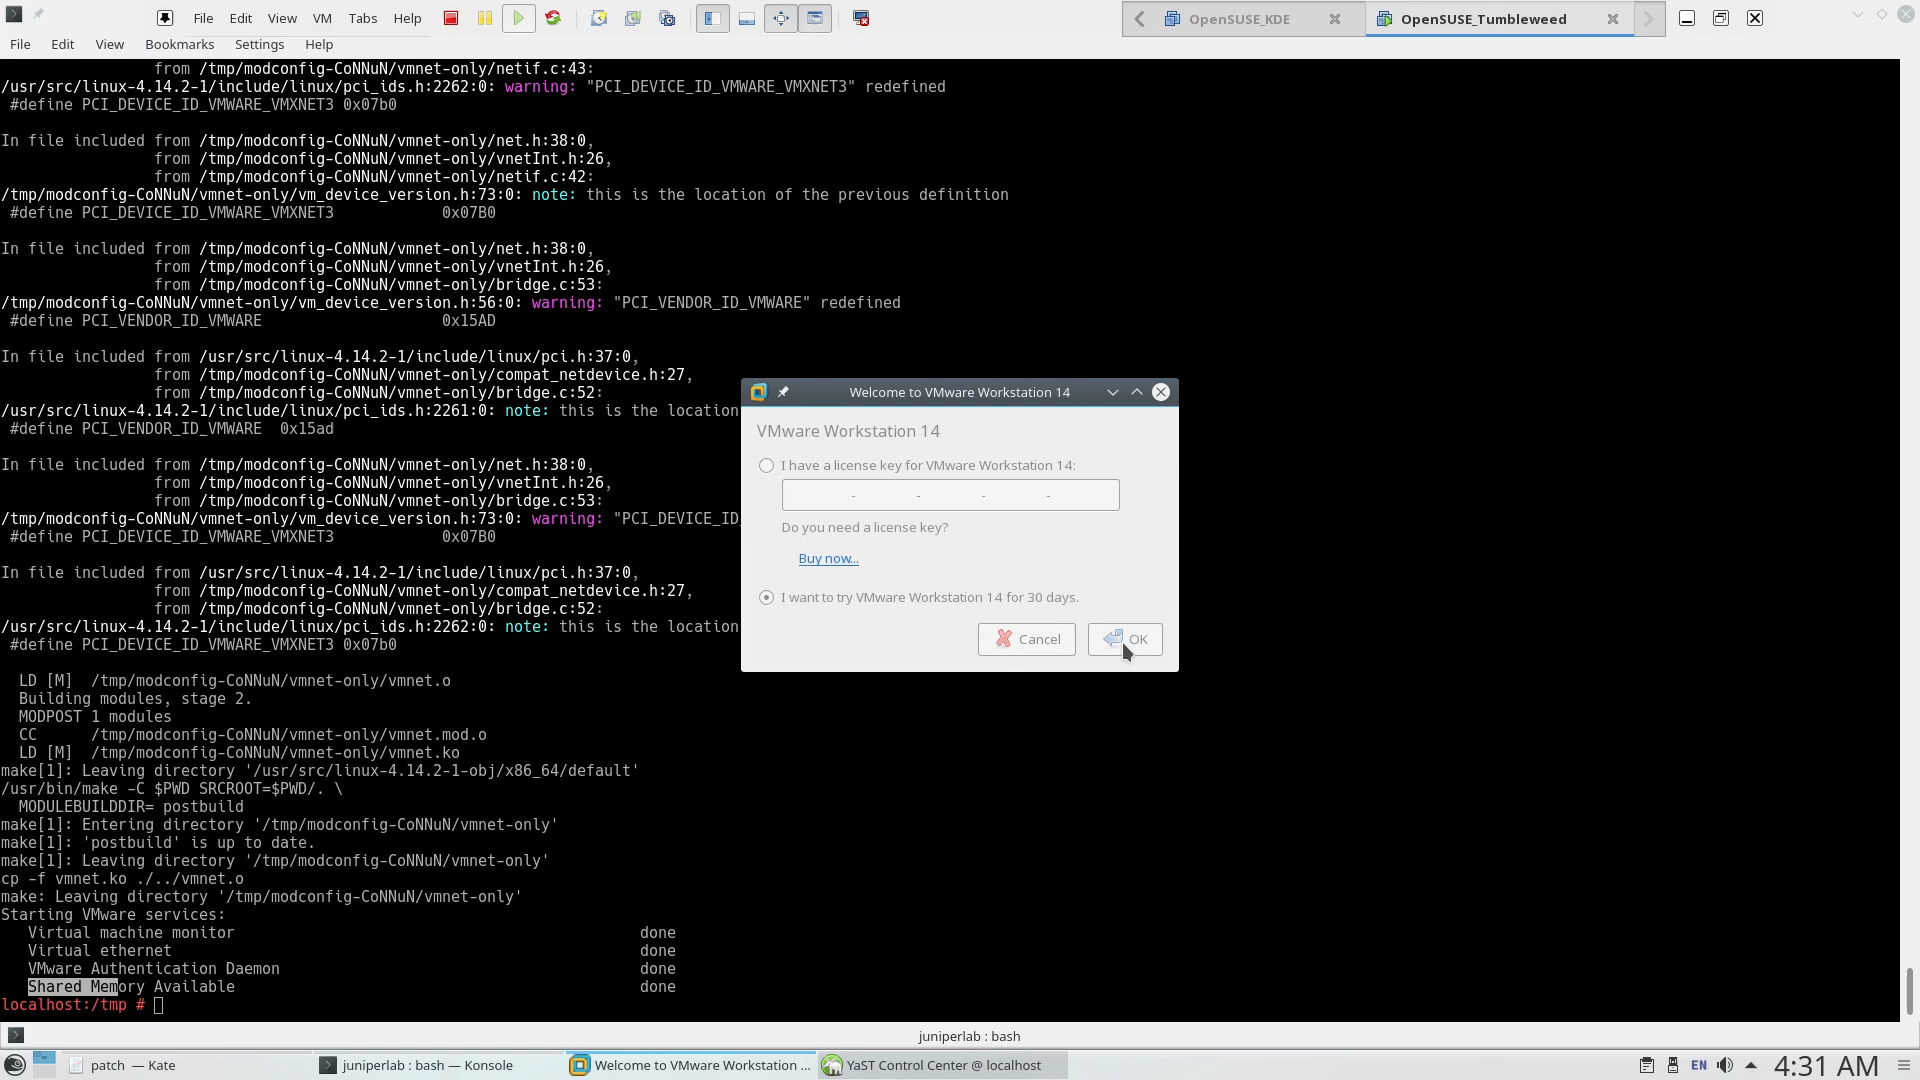 File Edit View VM Tabs Help
OpenSUSE_KDE
OpenSUSE_Tumbleweed
File Edit View Bookmarks Settings Help
from /tmp/modconfig-CoNNuN/vmnet-only/netif.c:43:
/usr/src/linux-4.14.2-1/include/linux/pci_ids.h:2262:0: warning: "PCI_DEVICE_ID_VMWARE_VMXNET3" redefined
#define PCI_DEVICE_ID_VMWARE_VMXNET3 0x07b0
In file included from /tmp/modconfig-CoNNuN/vmnet-only/net.h:38:0,
from /tmp/modconfig-CoNNuN/vmnet-only/vnetInt.h:26,
from /tmp/modconfig-CoNNuN/vmnet-only/netif.c:42:
/tmp/modconfig-CoNNuN/vmnet-only/vm_device_version.h:73:0: note: this is the location of the previous definition
#define PCI_DEVICE_ID_VMWARE_VMXNET3 0x07B0
In file included from /tmp/modconfig-CoNNuN/vmnet-only/net.h:38:0,
from /tmp/modconfig-CoNNuN/vmnet-only/vnetInt.h:26,
from /tmp/modconfig-CoNNuN/vmnet-only/bridge.c:53:
/tmp/modconfig-CoNNuN/vmnet-only/vm_device_version.h:56:0: warning: "PCI_VENDOR_ID_VMWARE" redefined
#define PCI_VENDOR_ID_VMWARE 0x15AD
In file included from /usr/src/linux-4.14.2-1/include/linux/pci.h:37:0,
from /tmp/modconfig-CoNNuN/vmnet-only/compat_netdevice.h:27,
from /tmp/modconfig-CoNNuN/vmnet-only/bridge.c:52:
/usr/src/linux-4.14.2-1/include/linux/pci_ids.h:2261:0: note: this is the location
#define PCI_VENDOR_ID_VMWARE 0x15ad
In file included from /tmp/modconfig-CoNNuN/vmnet-only/net.h:38:0,
from /tmp/modconfig-CoNNuN/vmnet-only/vnetInt.h:26,
from /tmp/modconfig-CoNNuN/vmnet-only/bridge.c:53:
/tmp/modconfig-CoNNuN/vmnet-only/vm_device_version.h:73:0: warning: "PCI_DEVICE_ID_
#define PCI_DEVICE_ID_VMWARE_VMXNET3 0x07B0
In file included from /usr/src/linux-4.14.2-1/include/linux/pci.h:37:0,
from /tmp/modconfig-CoNNuN/vmnet-only/compat_netdevice.h:27,
from /tmp/modconfig-CoNNuN/vmnet-only/bridge.c:52:
/usr/src/linux-4.14.2-1/include/linux/pci_ids.h:2262:0: note: this is the location
#define PCI_DEVICE_ID_VMWARE_VMXNET3 0x07b0
LD [M] /tmp/modconfig-CoNNuN/vmnet-only/vmnet.o
Building modules, stage 2.
MODPOST 1 modules
CC /tmp/modconfig-CoNNuN/vmnet-only/vmnet.mod.o
LD [M] /tmp/modconfig-CoNNuN/vmnet-only/vmnet.ko
make[1]: Leaving directory '/usr/src/linux-4.14.2-1-obj/x86_64/default'
/usr/bin/make -C $PWD SRCROOT=$PWD/. \
MODULEBUILDDIR= postbuild
make[1]: Entering directory '/tmp/modconfig-CoNNuN/vmnet-only'
make[1]: 'postbuild' is up to date.
make[1]: Leaving directory '/tmp/modconfig-CoNNuN/vmnet-only'
cp -f vmnet.ko ./../vmnet.o
make: Leaving directory '/tmp/modconfig-CoNNuN/vmnet-only'
Starting VMware services:
Virtual machine monitor done
Virtual ethernet done
VMware Authentication Daemon done
Shared Memory Available done
localhost:/tmp #
Welcome to VMware Workstation 14
VMware Workstation 14
I have a license key for VMware Workstation 14:
- - - -
Do you need a license key?
Buy now...
I want to try VMware Workstation 14 for 30 days.
Cancel OK
juniperlab : bash
patch — Kate
juniperlab : bash — Konsole
Welcome to VMware Workstation ...
YaST Control Center @ localhost
EN
4:31 AM